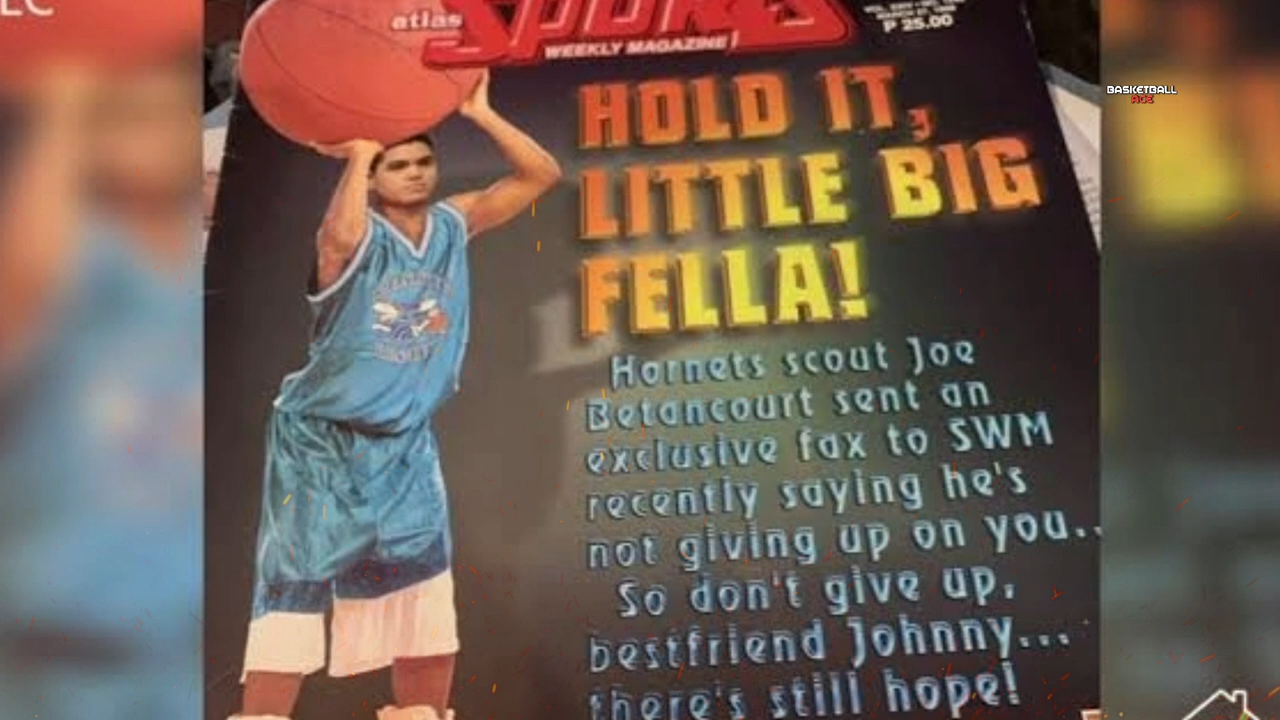 atlas
SPORTS
WEEKLY MAGAZINE
P 25.00
BASKETBALL
HOLD IT,
LITTLE BIG
FELLA!
Hornets scout Joe
Betancourt sent an
exclusive fax to SWM
recently saying he's
not giving up on you..
So don't give up,
bestfriend Johnny...
there's still hope!